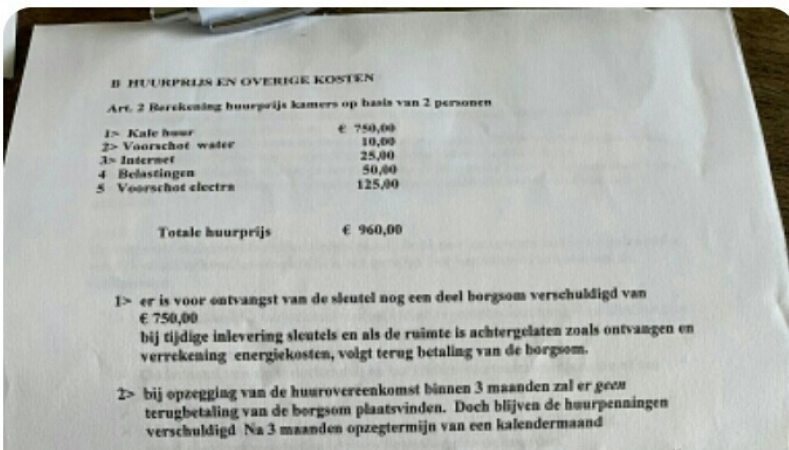 B HUURPRIJS EN OVERIGE KOSTEN
Art. 2 Berekening huurprijs kamers op basis van 2 personen
1> Kale huur € 750,00
2> Voorschot water 10,00
3> Internet 25,00
4 Belastingen 50,00
5 Voorschot electra 125,00
Totale huurprijs € 960,00
1> er is voor ontvangst van de sleutel nog een deel borgsom verschuldigd van
€ 750,00
bij tijdige inlevering sleutels en als de ruimte is achtergelaten zoals ontvangen en
verrekening energiekosten, volgt terug betaling van de borgsom.
2> bij opzegging van de huurovereenkomst binnen 3 maanden zal er geen
terugbetaling van de borgsom plaatsvinden. Doch blijven de huurpenningen
verschuldigd Na 3 maanden opzegtermijn van een kalendermaand